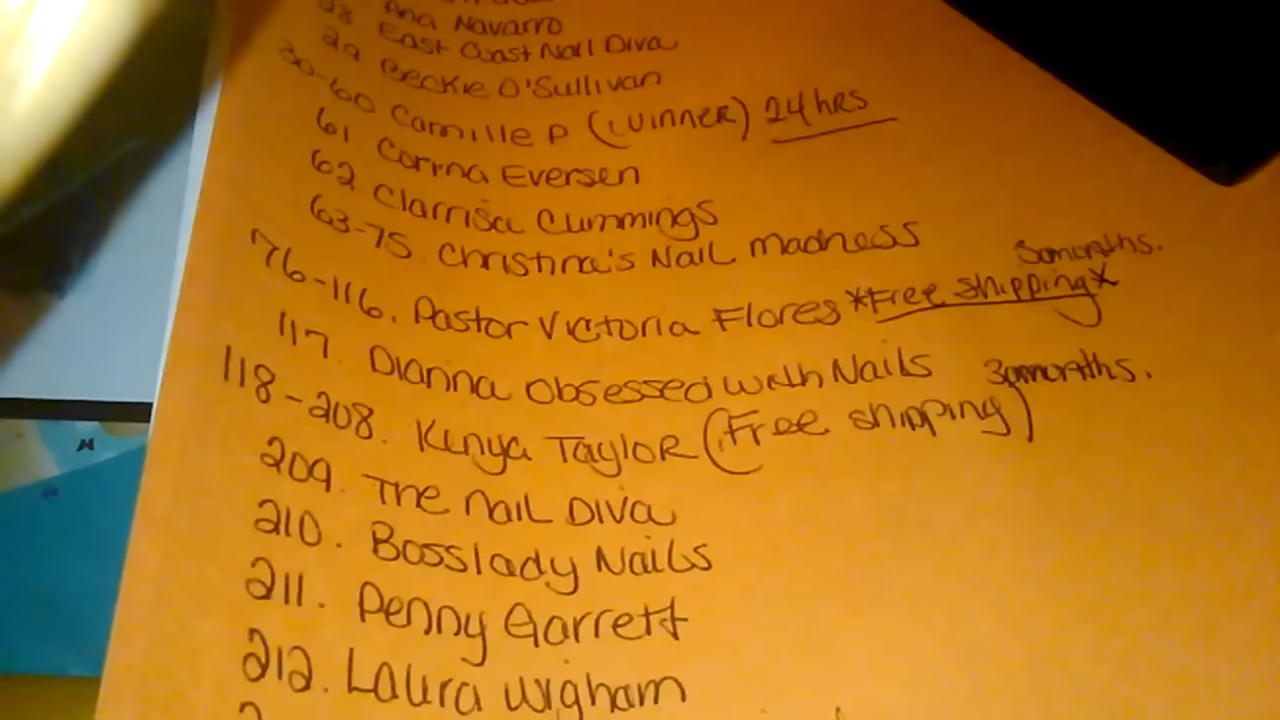 28 Ana Navarro
29 East Coast Nail Diva
30-60 Beckie O'Sullivan
61 Camille P (Winner) 24 hrs
62 Corrna Eversen
63-75. Clarrisa Cummings
76-116. Christina's Nail madness
117. Pastor Victoria Flores *Free shipping* 3 months.
118-208. Dianna Obsessed with Nails
209. Kenya Taylor (Free shipping) 3 months.
210. The Nail Diva
211. Bosslady Nails
212. Penny Garrett
Laura Wigham